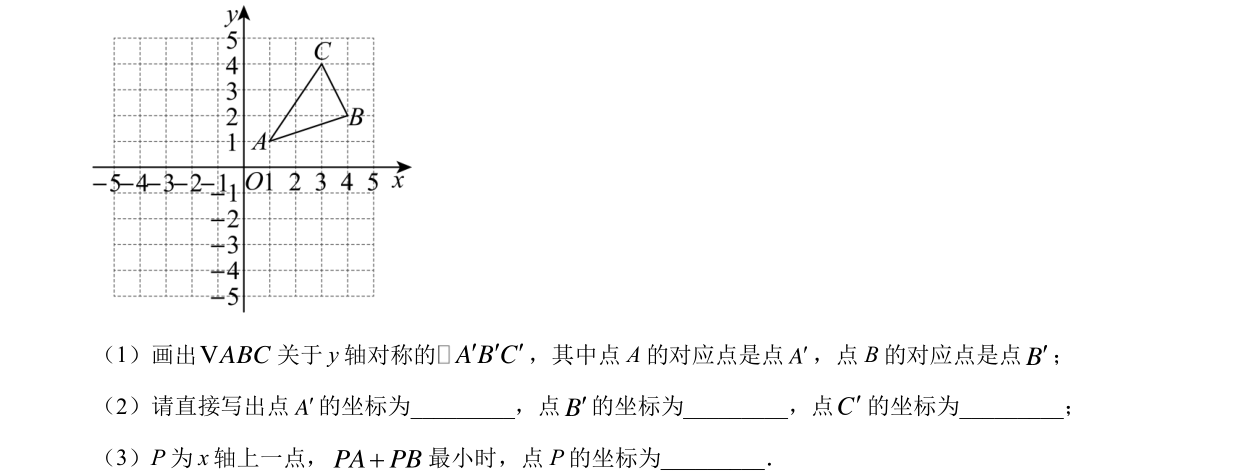 y
5
C
4
3
2
B
1
A
−5−4−3−2−1 O1 2 3 4 5 x
−1
−2
−3
−4
−5
（1）画出VABC关于y轴对称的□A′B′C′，其中点A的对应点是点A′，点B的对应点是点B′；
（2）请直接写出点A′的坐标为_________，点B′的坐标为_________，点C′的坐标为_________；
（3）P为x轴上一点，PA+PB最小时，点P的坐标为_________．